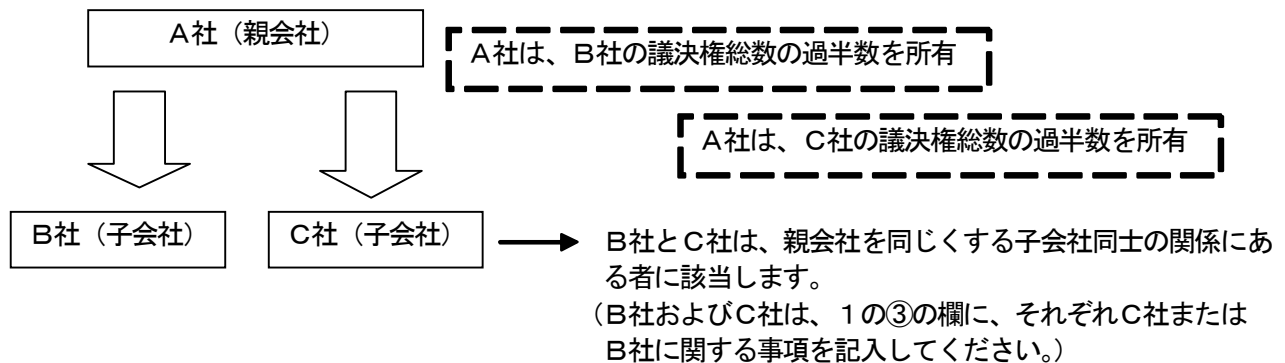 A社（親会社）
A社は、B社の議決権総数の過半数を所有
A社は、C社の議決権総数の過半数を所有
B社（子会社）
C社（子会社）
B社とC社は、親会社を同じくする子会社同士の関係にあ
る者に該当します。
（B社およびC社は、１の③の欄に、それぞれC社または
B社に関する事項を記入してください。）